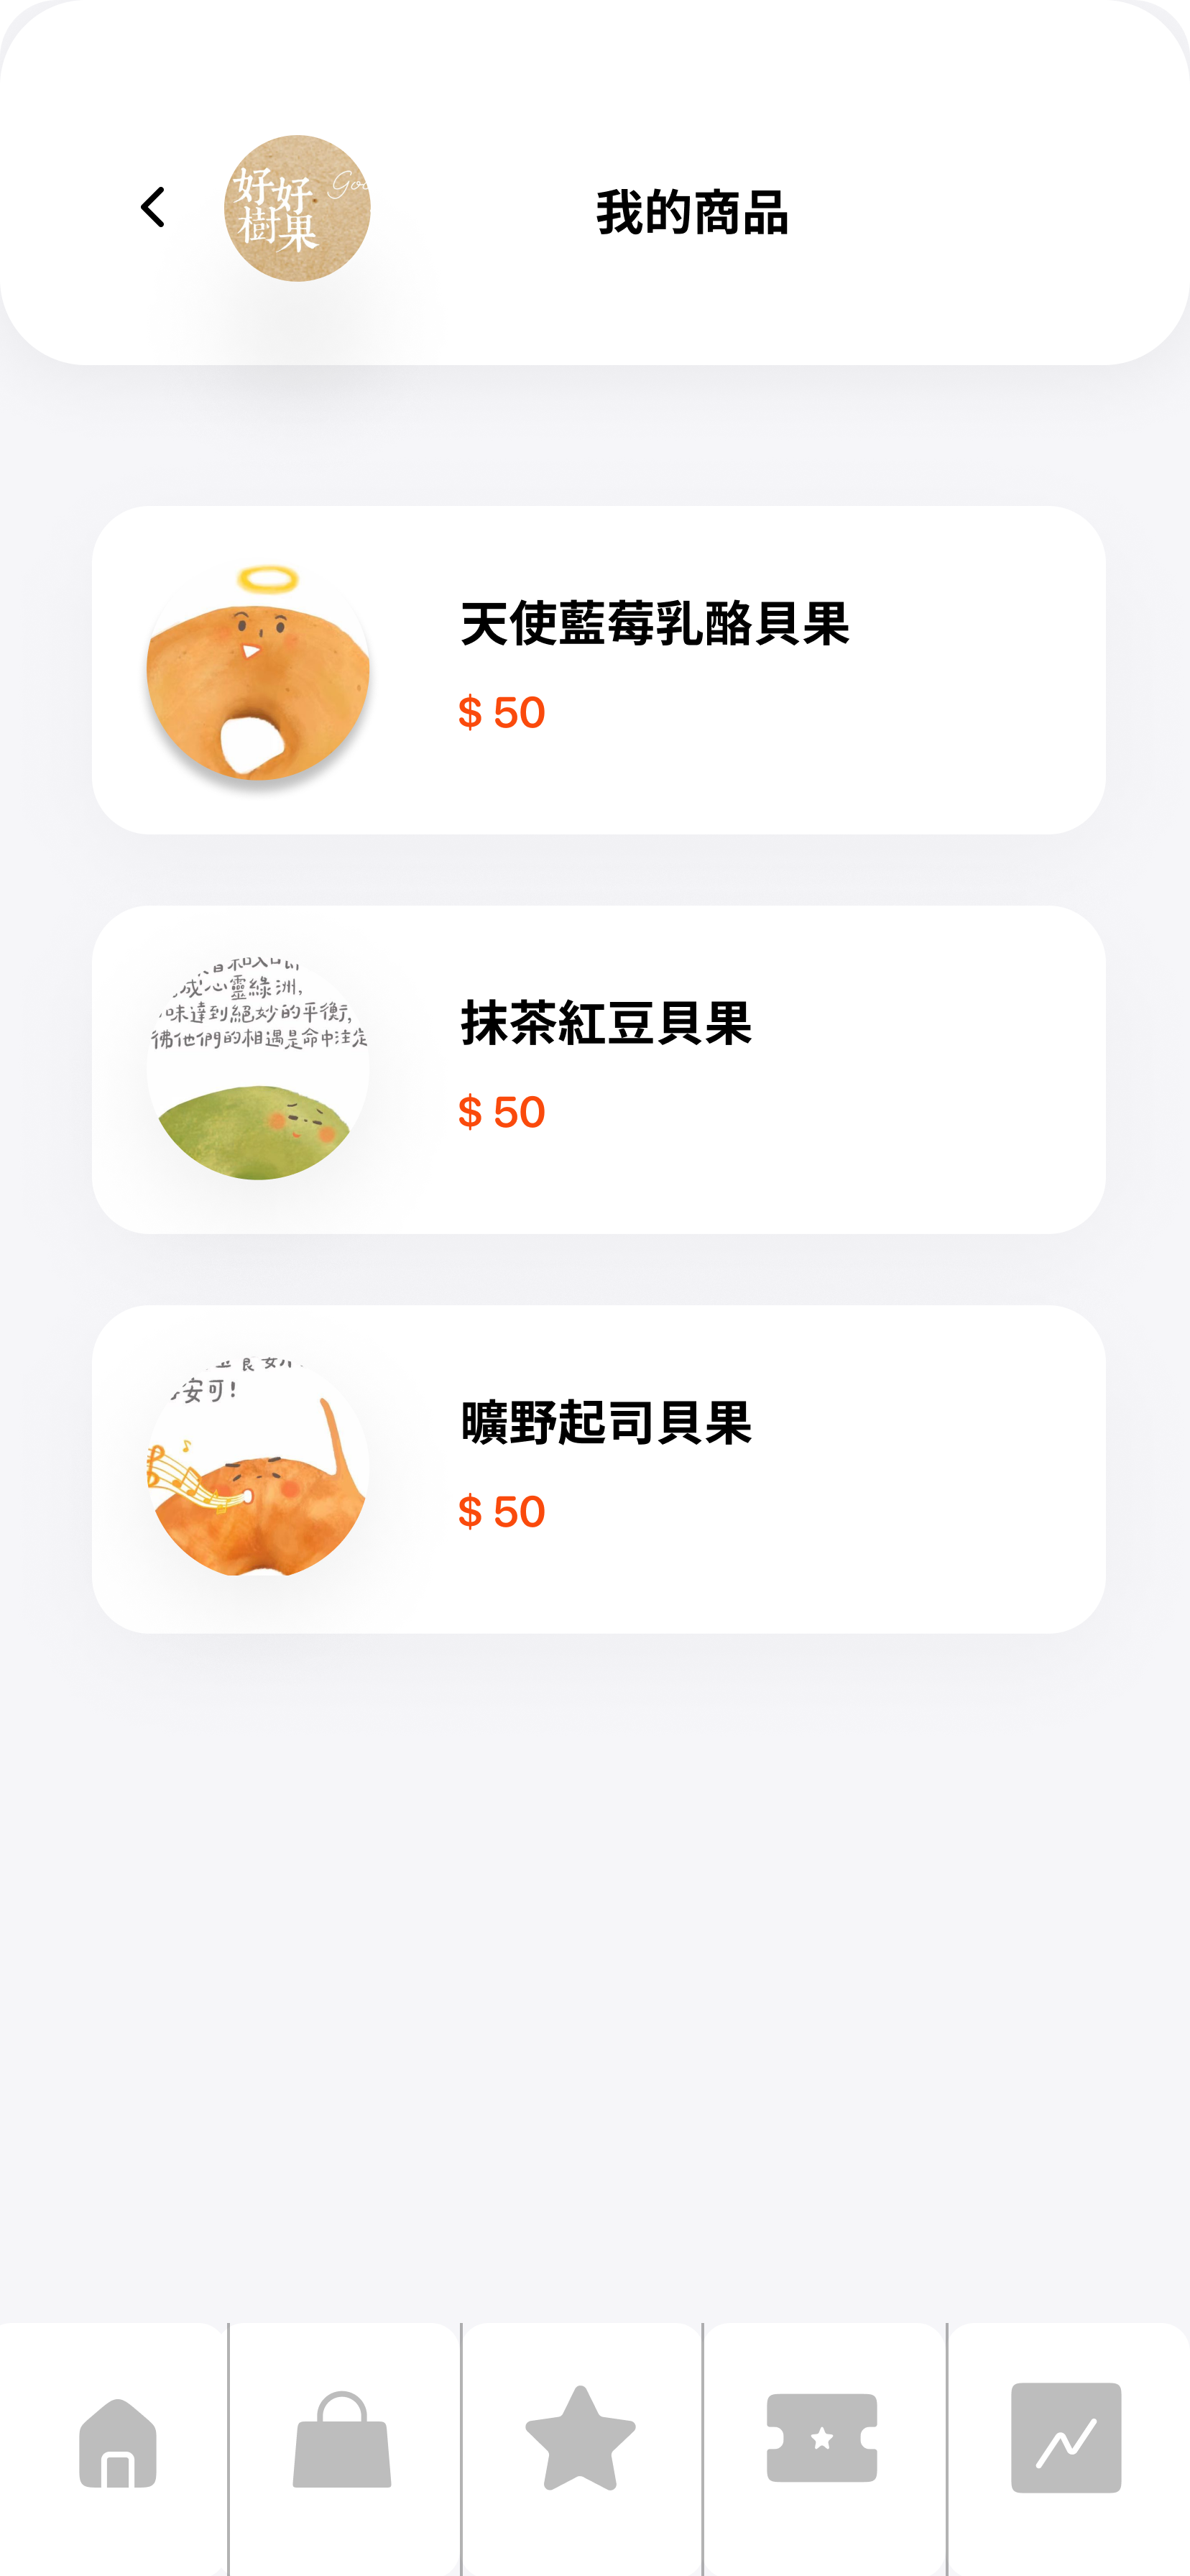 好好
樹果
我的商品
天使藍莓乳酪貝果
$ 50
成心靈綠洲,
味達到絕妙的平衡,
彿他們的相遇是命中注定
抹茶紅豆貝果
$ 50
安可!
曠野起司貝果
$ 50